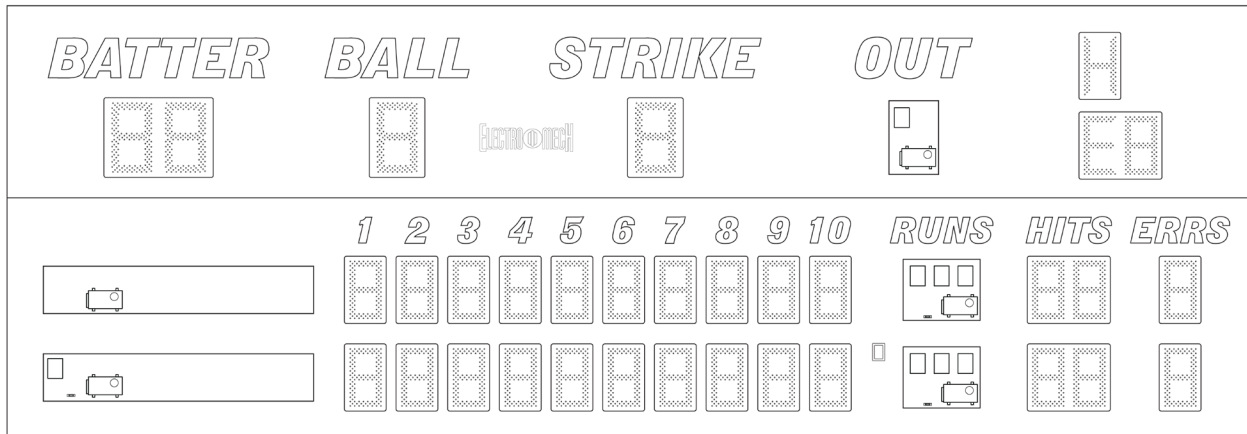 BATTER BALL STRIKE OUT
ELECTRO MECH
H
E 8
1 2 3 4 5 6 7 8 9 10 RUNS HITS ERRS